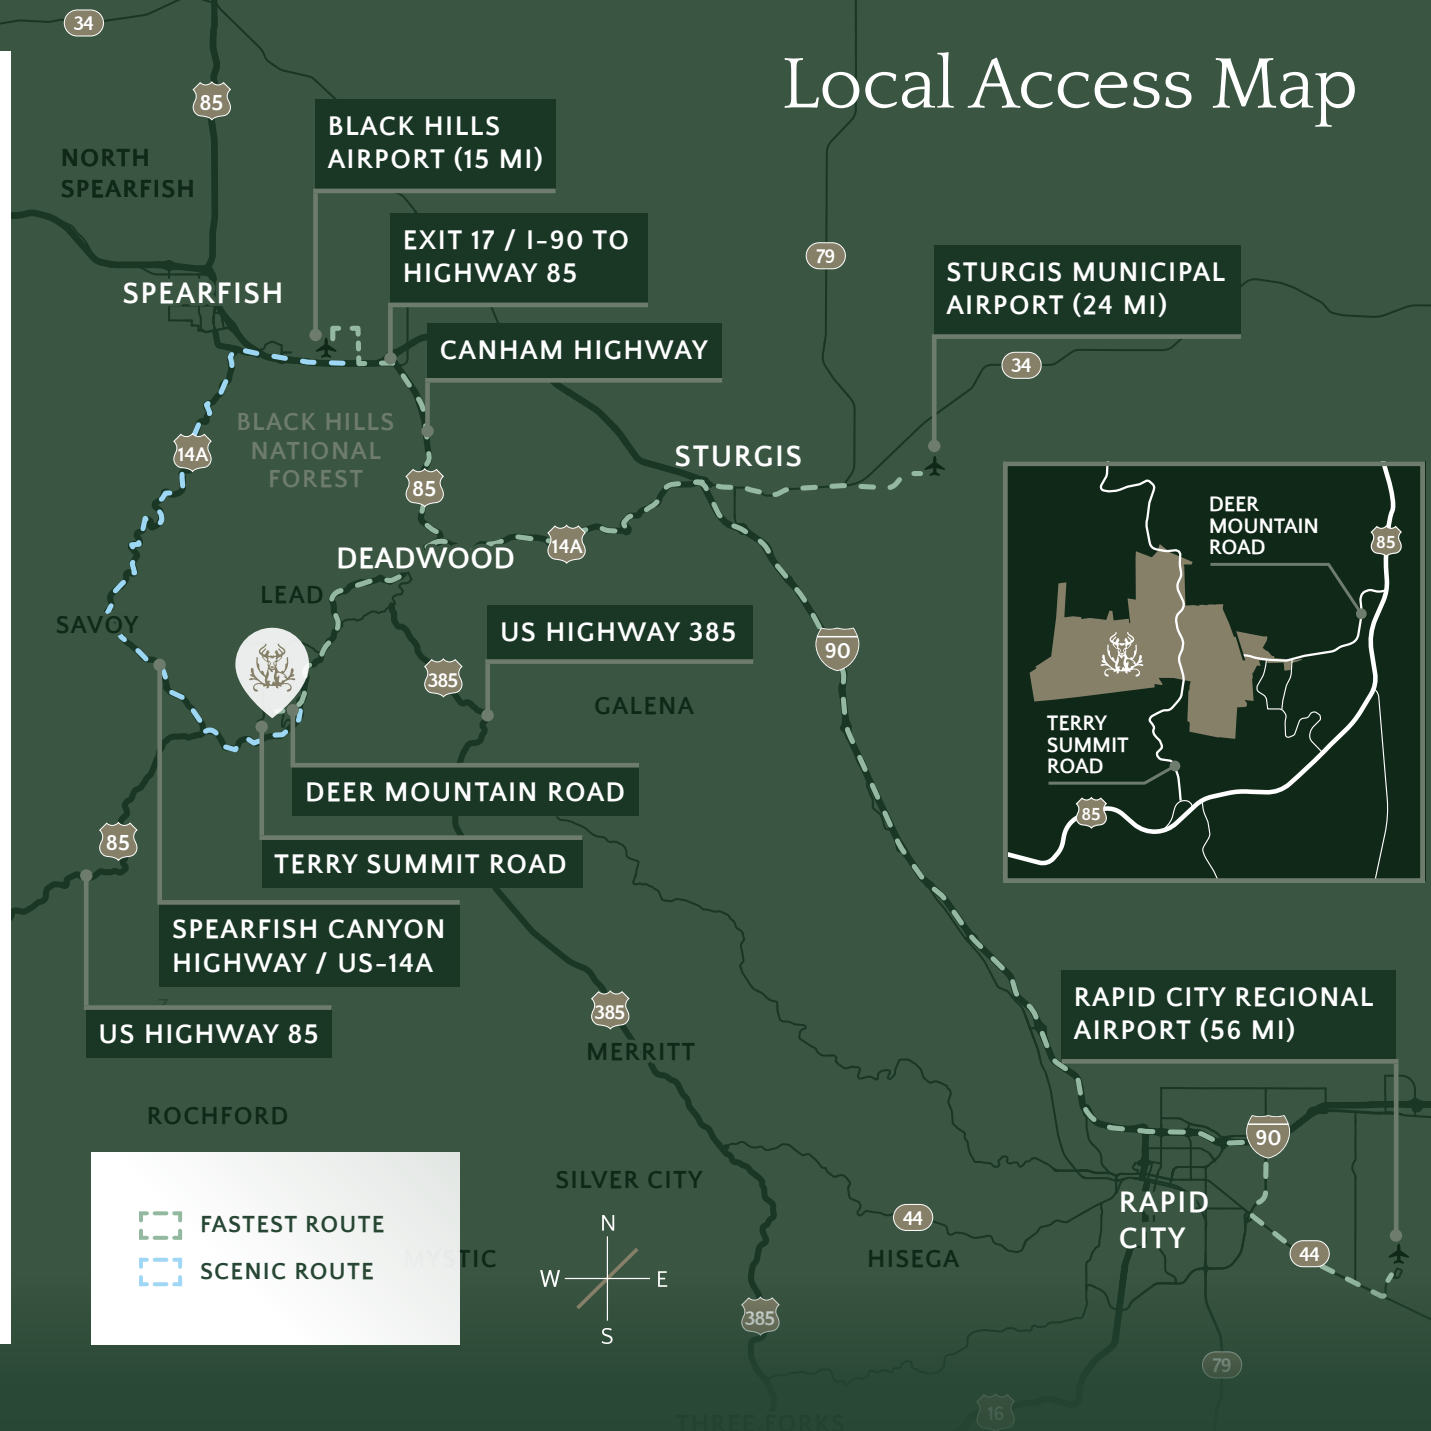 Local Access Map
34
85
BLACK HILLS
AIRPORT (15 MI)
NORTH
SPEARFISH
EXIT 17 / I-90 TO
HIGHWAY 85
79
STURGIS MUNICIPAL
AIRPORT (24 MI)
SPEARFISH
CANHAM HIGHWAY
34
BLACK HILLS
NATIONAL
FOREST
14A
STURGIS
85
DEER
MOUNTAIN
ROAD
85
14A
DEADWOOD
LEAD
SAVOY
US HIGHWAY 385
90
385
GALENA
TERRY
SUMMIT
ROAD
85
DEER MOUNTAIN ROAD
85
TERRY SUMMIT ROAD
SPEARFISH CANYON
HIGHWAY / US-14A
RAPID CITY REGIONAL
AIRPORT (56 MI)
385
US HIGHWAY 85
MERRITT
ROCHFORD
90
SILVER CITY
RAPID
CITY
44
FASTEST ROUTE
N
44
MYSTIC
HISEGA
SCENIC ROUTE
W
E
S
385
79
16
THREE FORKS